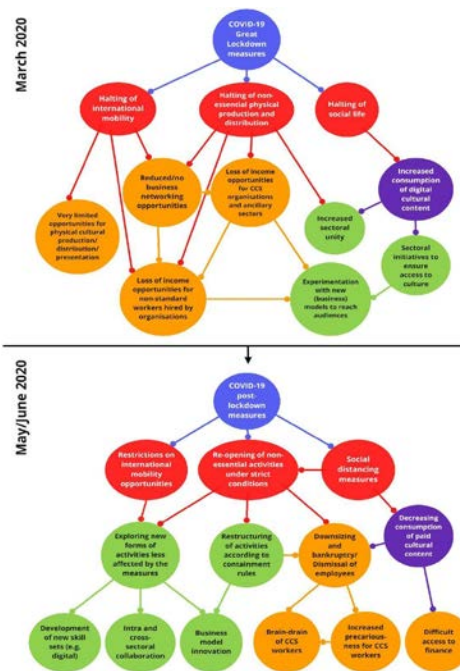 March 2020
COVID-19
Great
Lockdown
measures
Halting of
international
mobility
Halting of non-
essential physical
production and
distribution
Halting of
social life
Reduced/no
business
networking
opportunities
Loss of income
opportunities
for CCS
organisations
and ancillary
sectors
Increased
consumption
of digital
cultural
content
Very limited
opportunities for
physical cultural
production/
distribution/
presentation
Increased
sectoral
unity
Sectoral
initiatives to
ensure
access to
culture
Loss of income
opportunities for
non-standard
workers hired by
organisations
Experimentation
with new
(business)
models to reach
audiences
May/June 2020
COVID-19
post-
lockdown
measures
Restrictions on
international
mobility
opportunities
Re-opening of non-
essential activities
under strict
conditions
Social
distancing
measures
Exploring new
forms of
activities less
affected by the
measures
Restructuring
of activities
according to
containment
rules
Downsizing
and
bankruptcy/
Dismissal of
employees
Decreasing
consumption
of paid
cultural
content
Development
of new skill
sets (e.g.
digital)
Intra and
cross-
sectoral
collaboration
Business
model
innovation
Brain-drain
of CCS
workers
Increased
precarious-
ness for CCS
workers
Difficult
access to
finance